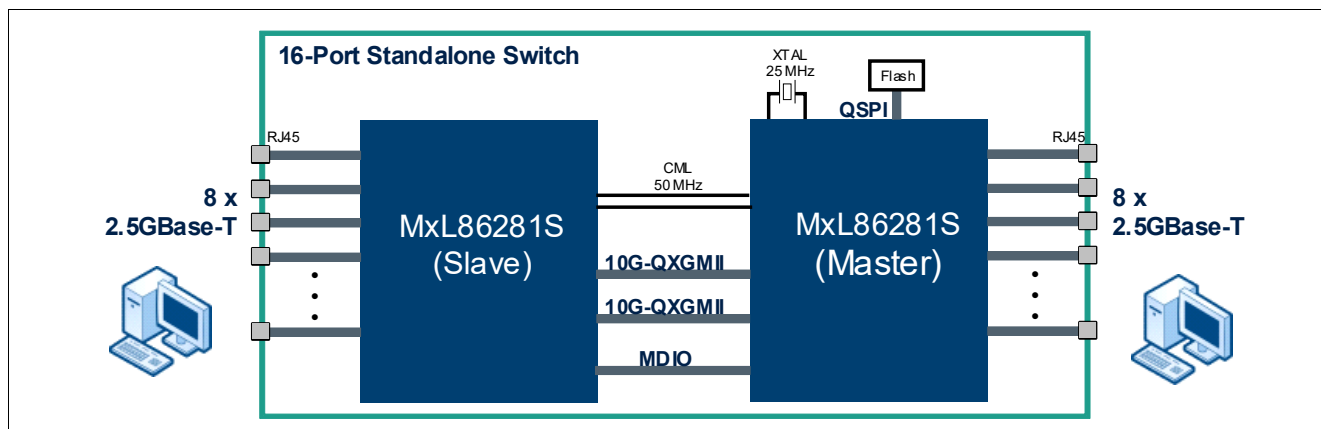 16-Port Standalone Switch
XTAL
25 MHz
Flash
QSPI
RJ45
RJ45
CML
50 MHz
8 x
2.5GBase-T
MxL86281S
(Slave)
MxL86281S
(Master)
8 x
2.5GBase-T
10G-QXGMII
10G-QXGMII
MDIO